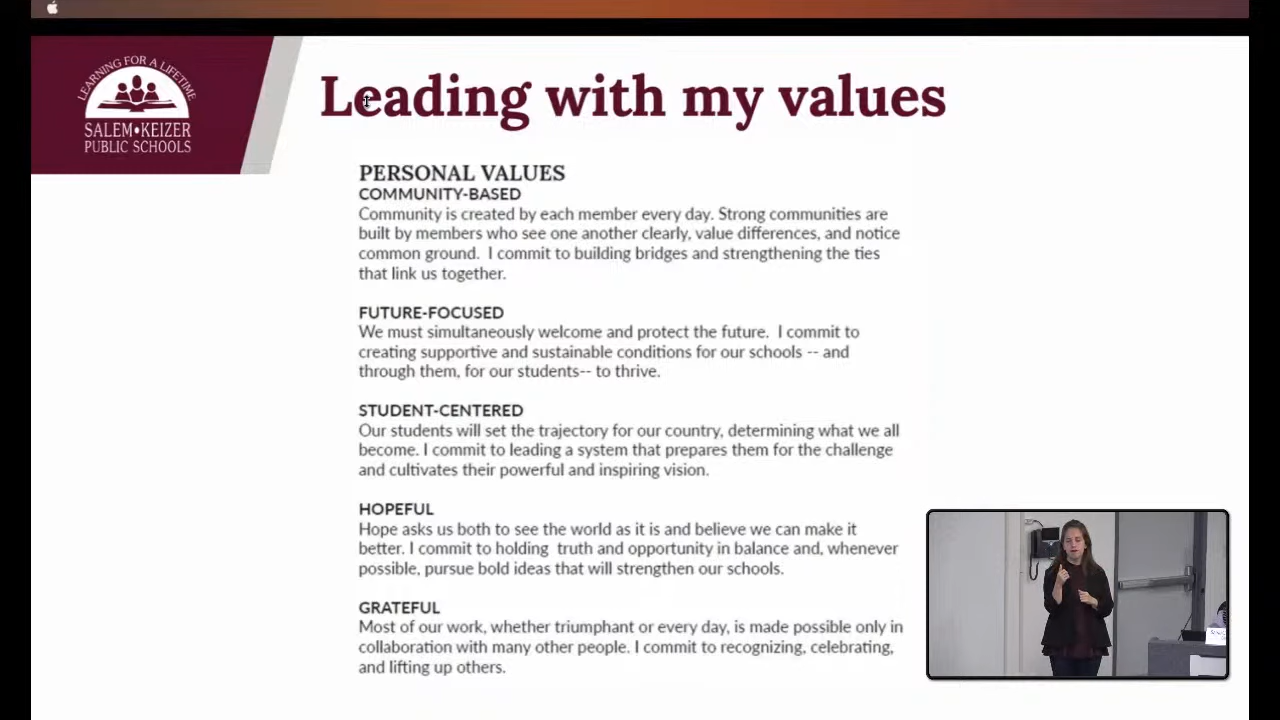 LEARNING FOR A LIFETIME
SALEM•KEIZER
PUBLIC SCHOOLS
Leading with my values
PERSONAL VALUES
COMMUNITY-BASED
Community is created by each member every day. Strong communities are
built by members who see one another clearly, value differences, and notice
common ground.  I commit to building bridges and strengthening the ties
that link us together.
FUTURE-FOCUSED
We must simultaneously welcome and protect the future.  I commit to
creating supportive and sustainable conditions for our schools -- and
through them, for our students-- to thrive.
STUDENT-CENTERED
Our students will set the trajectory for our country, determining what we all
become. I commit to leading a system that prepares them for the challenge
and cultivates their powerful and inspiring vision.
HOPEFUL
Hope asks us both to see the world as it is and believe we can make it
better. I commit to holding  truth and opportunity in balance and, whenever
possible, pursue bold ideas that will strengthen our schools.
GRATEFUL
Most of our work, whether triumphant or every day, is made possible only in
collaboration with many other people. I commit to recognizing, celebrating,
and lifting up others.